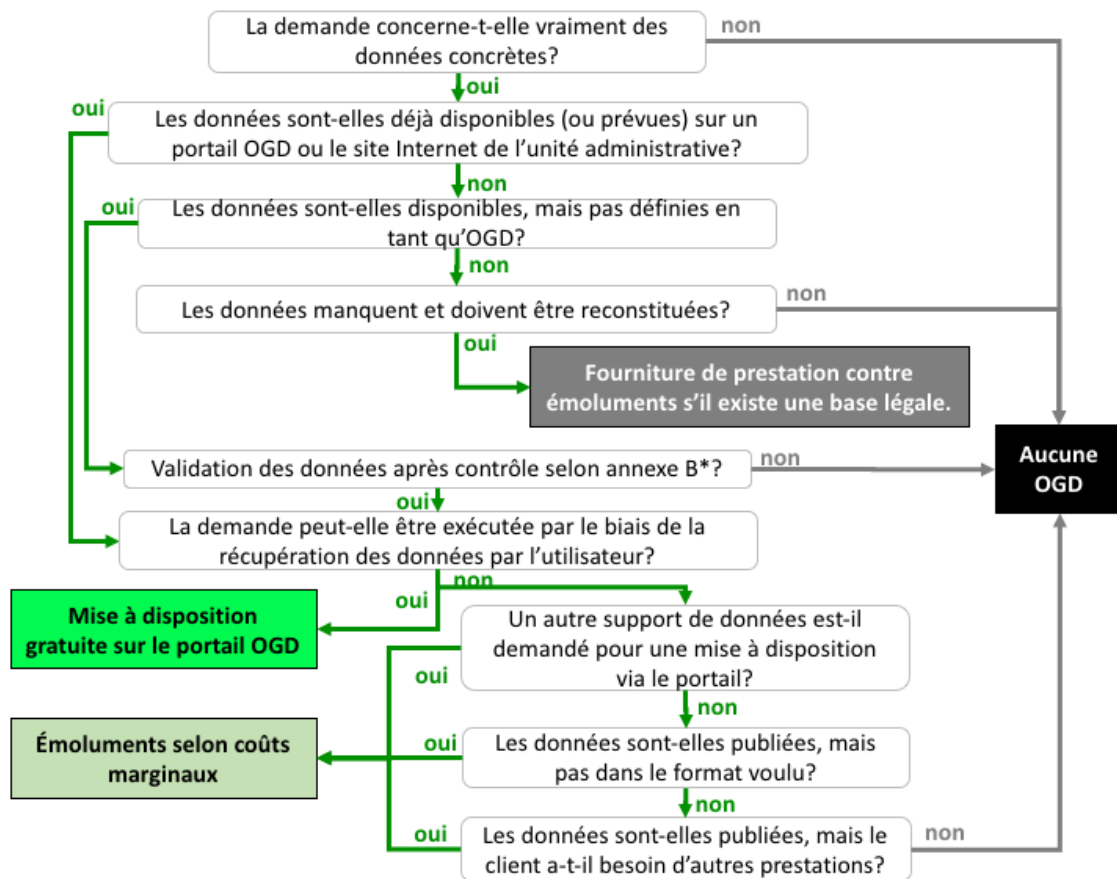 La demande concerne-t-elle vraiment des
données concrètes?
non
oui
oui
Les données sont-elles déjà disponibles (ou prévues) sur un
portail OGD ou le site Internet de l'unité administrative?
non
oui
Les données sont-elles disponibles, mais pas définies en
tant qu'OGD?
non
Les données manquent et doivent être reconstituées?
non
oui
Fourniture de prestation contre
émoluments s'il existe une base légale.
Aucune
OGD
Validation des données après contrôle selon annexe B*?
non
oui
La demande peut-elle être exécutée par le biais de la
récupération des données par l'utilisateur?
non
oui
Mise à disposition
gratuite sur le portail OGD
Un autre support de données est-il
demandé pour une mise à disposition
via le portail?
oui
non
Émoluments selon coûts
marginaux
oui
Les données sont-elles publiées, mais
pas dans le format voulu?
non
oui
Les données sont-elles publiées, mais le
client a-t-il besoin d'autres prestations?
non